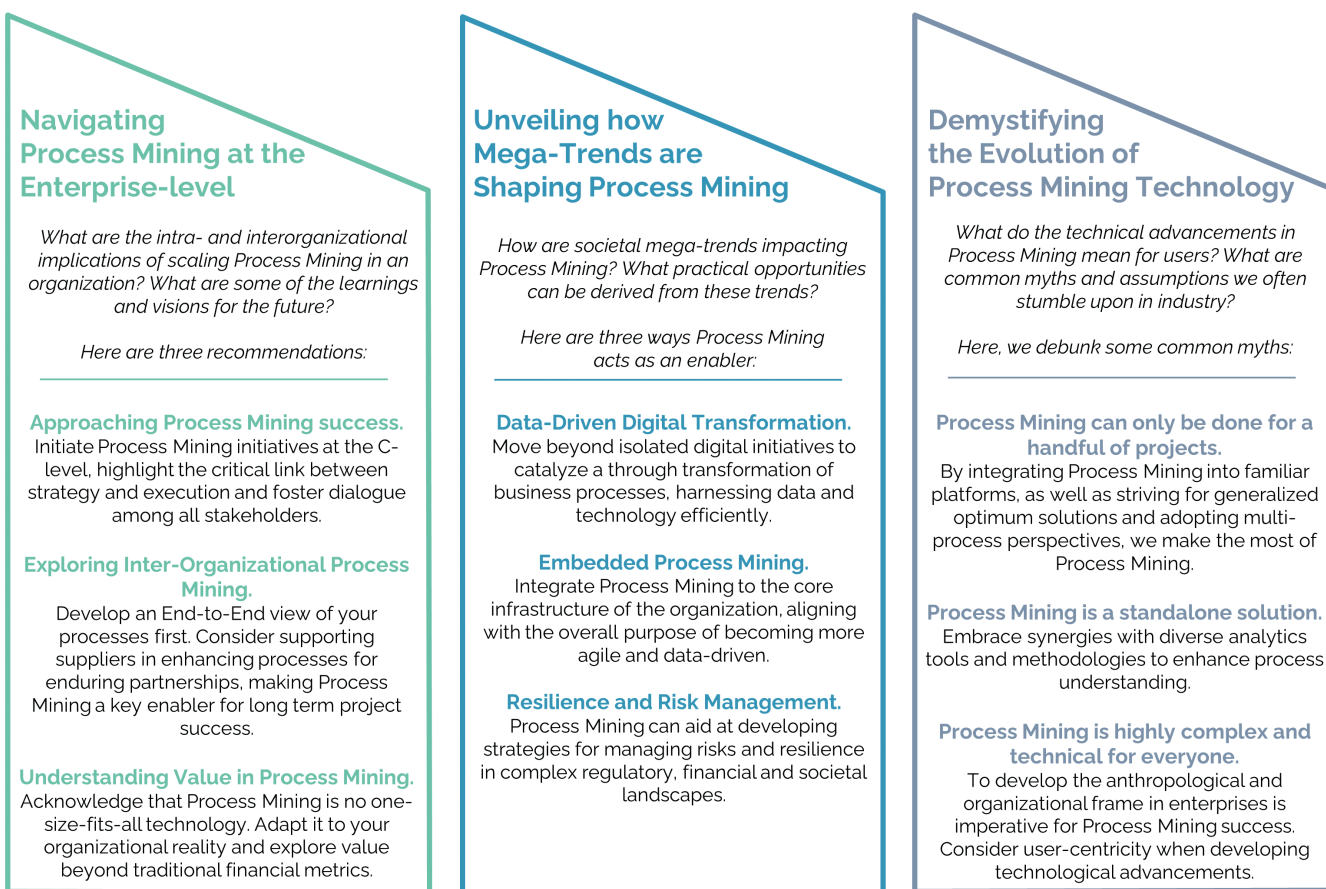 Navigating
Process Mining at the
Enterprise-level
What are the intra- and interorganizational
implications of scaling Process Mining in an
organization? What are some of the learnings
and visions for the future?
Here are three recommendations:
Approaching Process Mining success.
Initiate Process Mining initiatives at the C-
level, highlight the critical link between
strategy and execution and foster dialogue
among all stakeholders.
Exploring Inter-Organizational Process
Mining.
Develop an End-to-End view of your
processes first. Consider supporting
suppliers in enhancing processes for
enduring partnerships, making Process
Mining a key enabler for long term project
success.
Understanding Value in Process Mining.
Acknowledge that Process Mining is no one-
size-fits-all technology. Adapt it to your
organizational reality and explore value
beyond traditional financial metrics.
Unveiling how
Mega-Trends are
Shaping Process Mining
How are societal mega-trends impacting
Process Mining? What practical opportunities
can be derived from these trends?
Here are three ways Process Mining
acts as an enabler:
Data-Driven Digital Transformation.
Move beyond isolated digital initiatives to
catalyze a through transformation of
business processes, harnessing data and
technology efficiently.
Embedded Process Mining.
Integrate Process Mining to the core
infrastructure of the organization, aligning
with the overall purpose of becoming more
agile and data-driven.
Resilience and Risk Management.
Process Mining can aid at developing
strategies for managing risks and resilience
in complex regulatory, financial and societal
landscapes.
Demystifying
the Evolution of
Process Mining Technology
What do the technical advancements in
Process Mining mean for users? What are
common myths and assumptions we often
stumble upon in industry?
Here, we debunk some common myths:
Process Mining can only be done for a
handful of projects.
By integrating Process Mining into familiar
platforms, as well as striving for generalized
optimum solutions and adopting multi-
process perspectives, we make the most of
Process Mining.
Process Mining is a standalone solution.
Embrace synergies with diverse analytics
tools and methodologies to enhance process
understanding.
Process Mining is highly complex and
technical for everyone.
To develop the anthropological and
organizational frame in enterprises is
imperative for Process Mining success.
Consider user-centricity when developing
technological advancements.